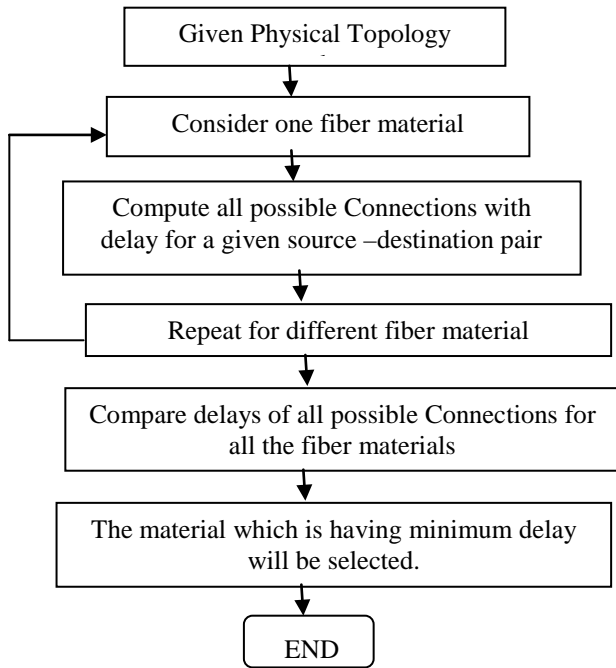 Given Physical Topology
Consider one fiber material
Compute all possible Connections with
delay for a given source –destination pair
Repeat for different fiber material
Compare delays of all possible Connections for
all the fiber materials
The material which is having minimum delay
will be selected.
END